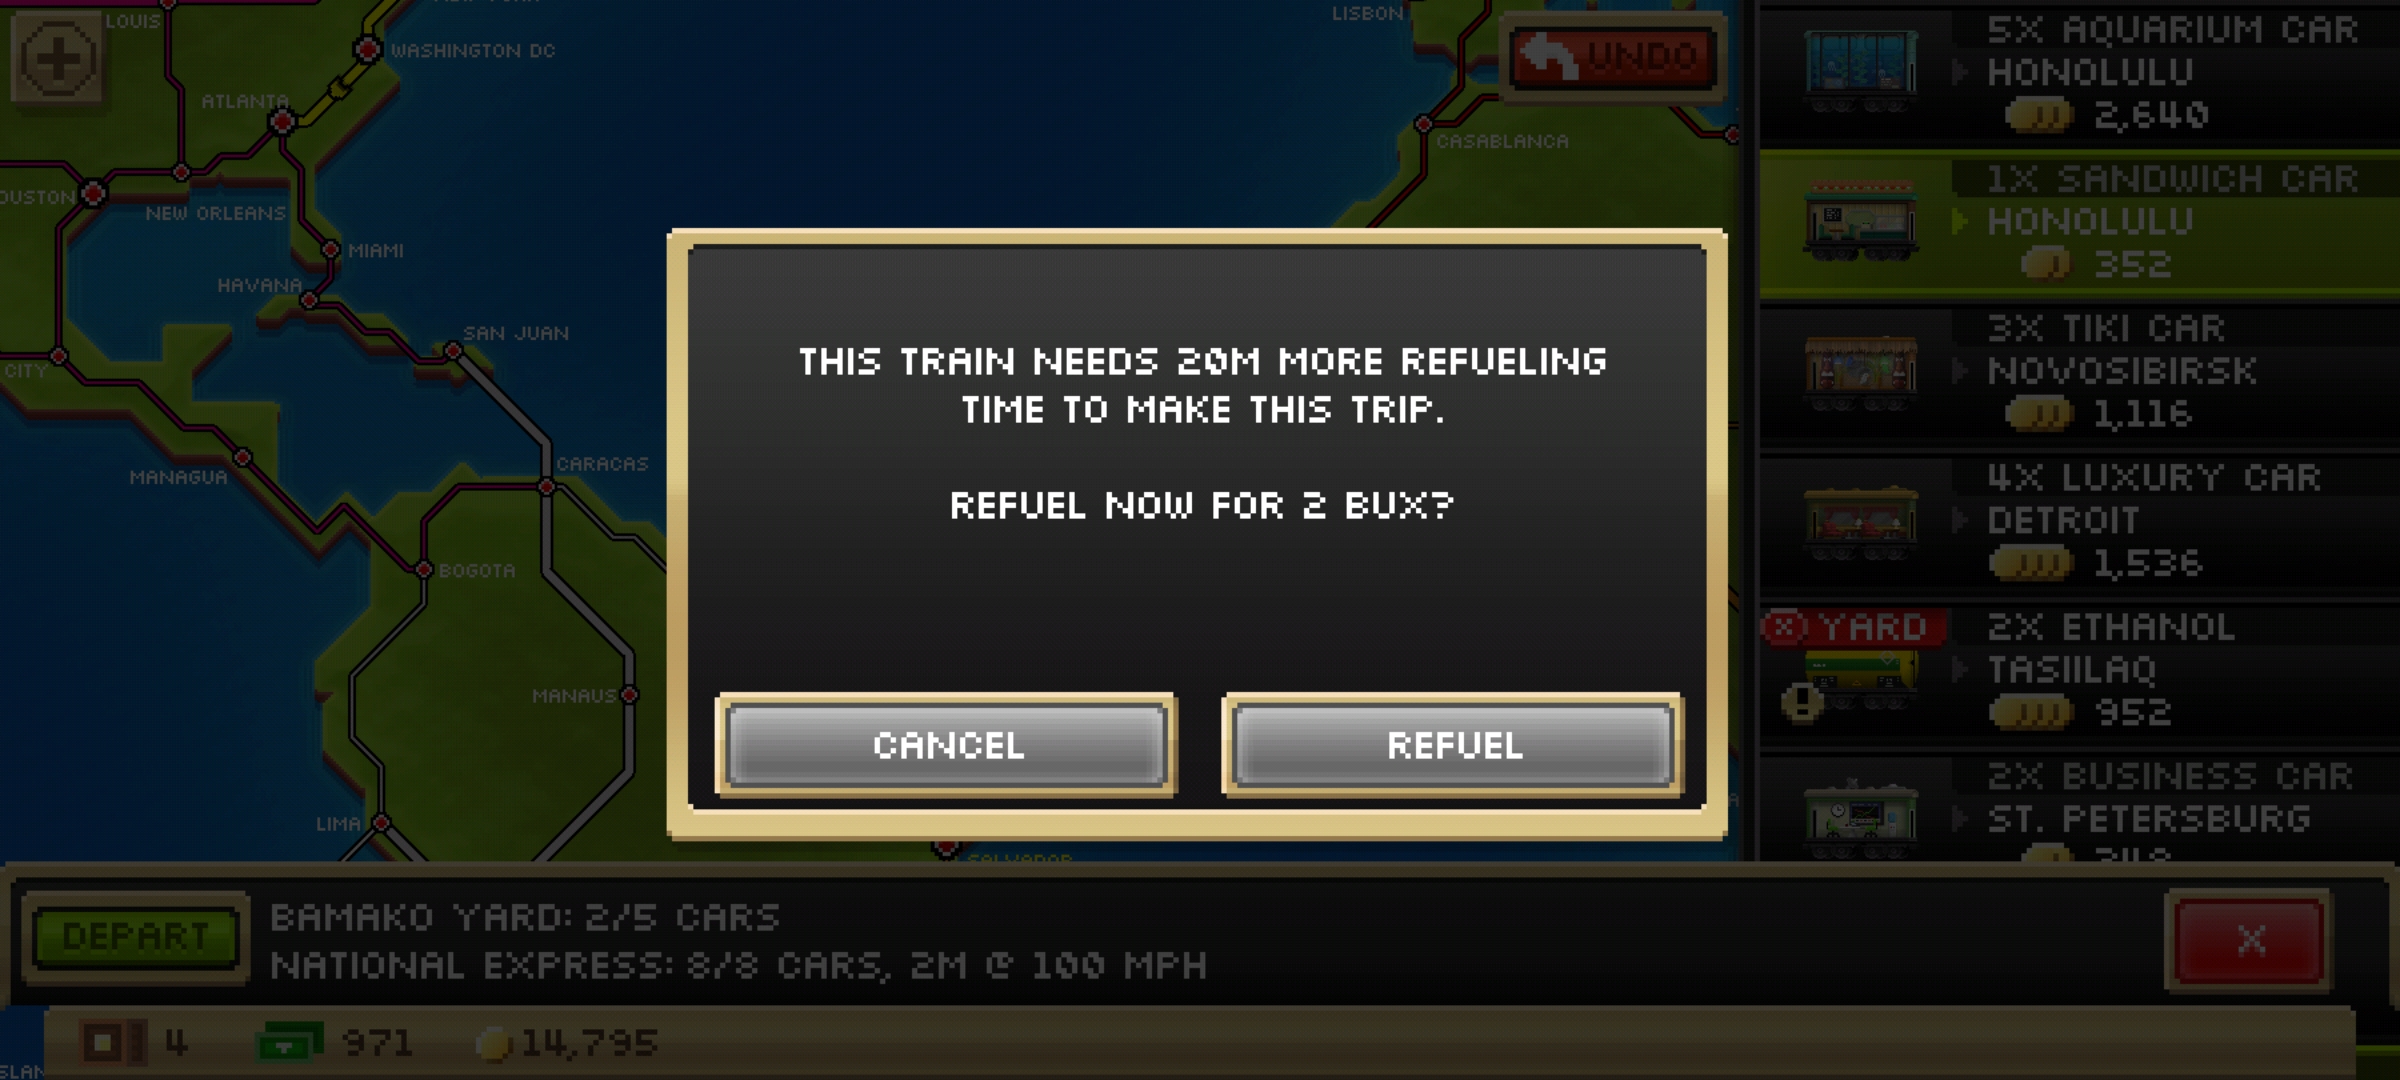 LOUIS
WASHINGTON DC
ATLANTA
OUSTON
NEW ORLEANS
MIAMI
HAVANA
SAN JUAN
CITY
MANAGUA
CARACAS
BOGOTA
MANAUS
LIMA
SALVADOR
LISBON
CASABLANCA
UNDO
THIS TRAIN NEEDS 20M MORE REFUELING
TIME TO MAKE THIS TRIP.
REFUEL NOW FOR 2 BUX?
CANCEL
REFUEL
5X AQUARIUM CAR
HONOLULU
2,640
1X SANDWICH CAR
HONOLULU
352
3X TIKI CAR
NOVOSIBIRSK
1,116
4X LUXURY CAR
DETROIT
1,536
X YARD
2X ETHANOL
TASIILAQ
952
2X BUSINESS CAR
ST. PETERSBURG
DEPART
BAMAKO YARD: 2/5 CARS
NATIONAL EXPRESS: 8/8 CARS, 2M @ 100 MPH
X
4
971
14,795
SLAN